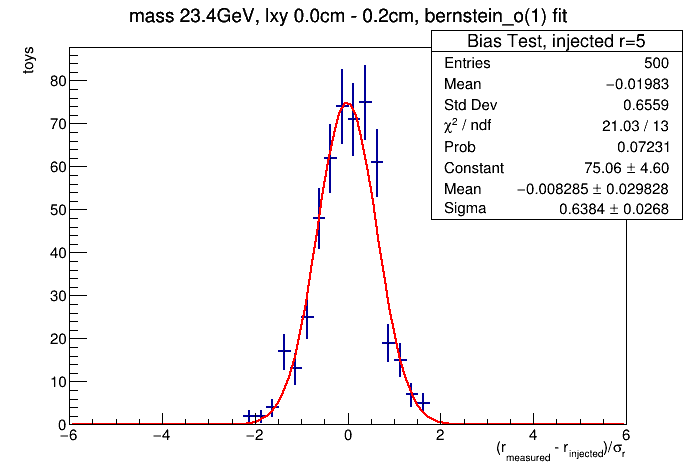 mass 23.4GeV, lxy 0.0cm - 0.2cm, bernstein_o(1) fit
toys
Bias Test, injected r=5
Entries 500
Mean −0.01983
Std Dev 0.6559
χ² / ndf 21.03 / 13
Prob 0.07231
Constant 75.06 ± 4.60
Mean −0.008285 ± 0.029828
Sigma 0.6384 ± 0.0268
80
70
60
50
40
30
20
10
0
−6 −4 −2 0 2 4 6
(r_measured - r_injected)/σ_r